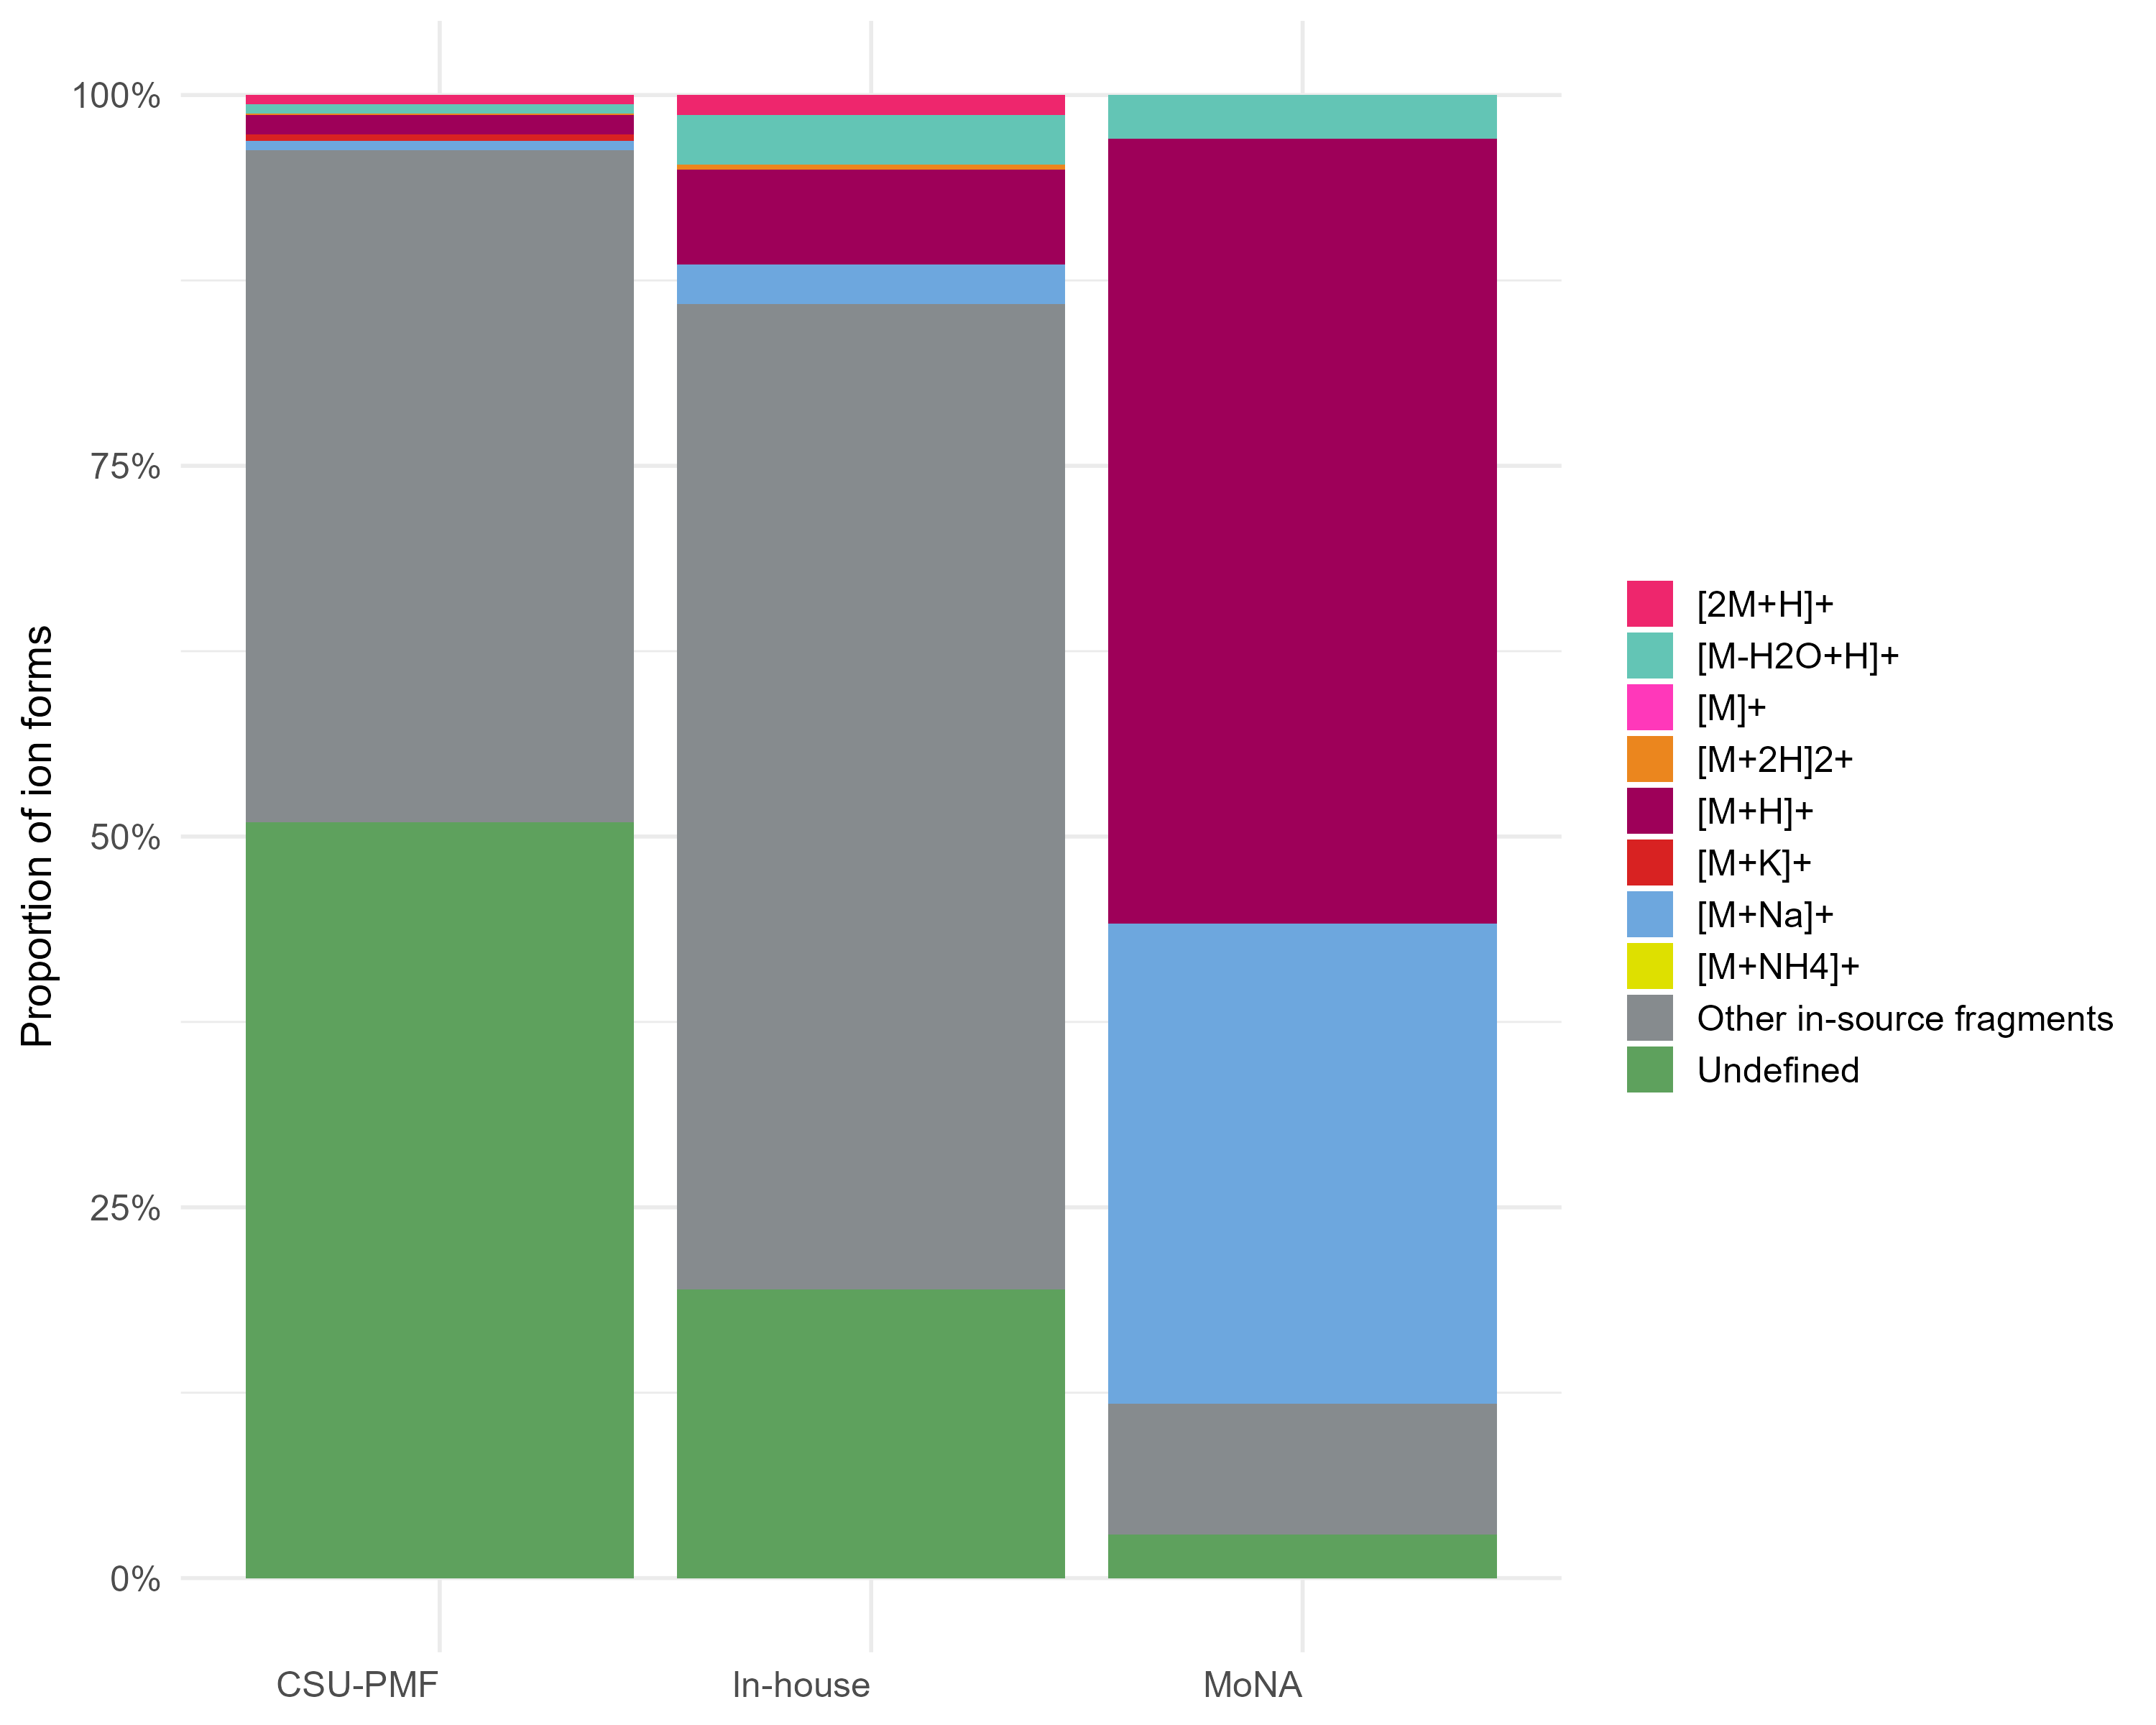 Proportion of ion forms
100%
75%
50%
25%
0%
CSU-PMF
In-house
MoNA
[2M+H]+
[M-H2O+H]+
[M]+
[M+2H]2+
[M+H]+
[M+K]+
[M+Na]+
[M+NH4]+
Other in-source fragments
Undefined